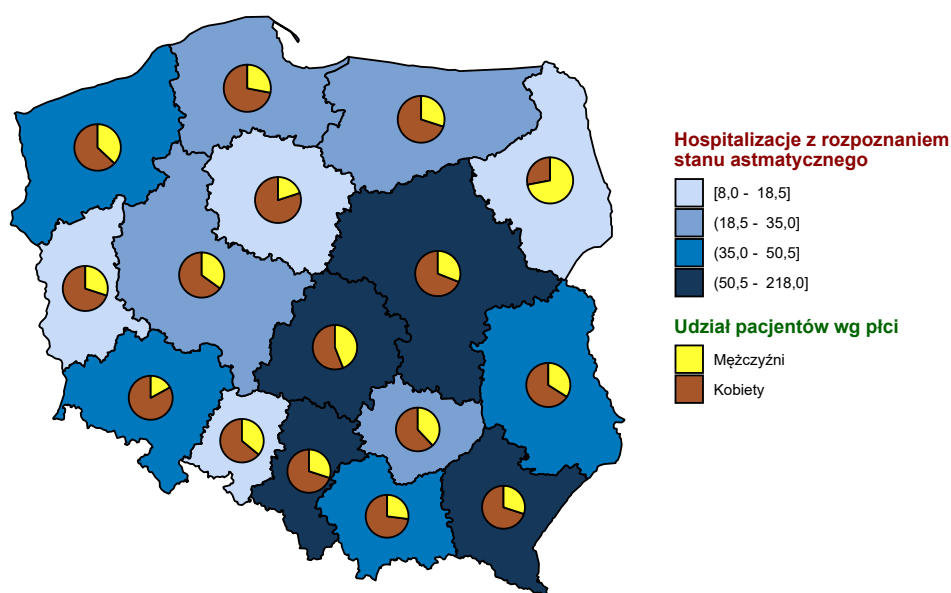 Hospitalizacje z rozpoznaniem
stanu astmatycznego
[8,0 - 18,5]
(18,5 - 35,0]
(35,0 - 50,5]
(50,5 - 218,0]
Udział pacjentów wg płci
Mężczyźni
Kobiety